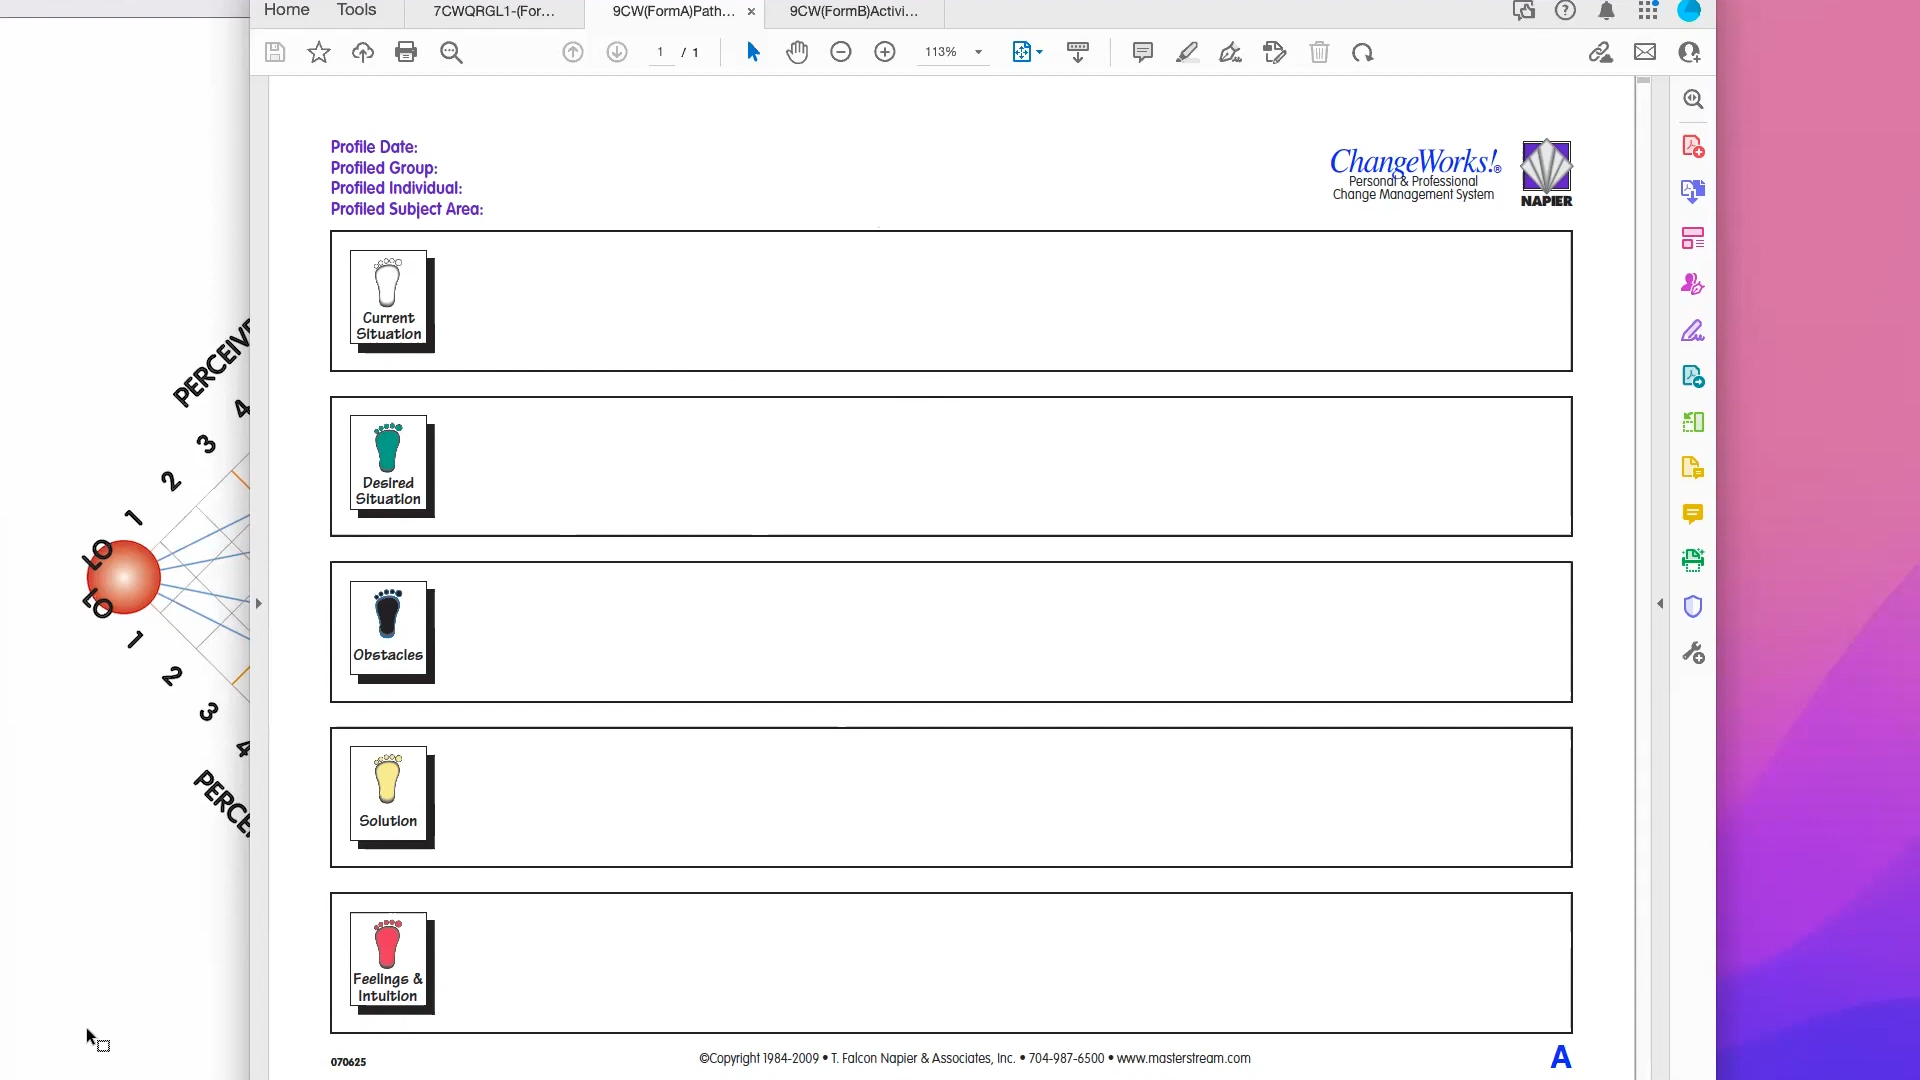 Home
Tools
7CWQRGL1-(For...
9CW(FormA)Path...
×
9CW(FormB)Activi...
1 / 1
113%
Profile Date:
Profiled Group:
Profiled Individual:
Profiled Subject Area:
ChangeWorks!®
Personal & Professional
Change Management System
NAPIER
Current
Situation
Desired
Situation
Obstacles
Solution
Feelings &
Intuition
070625
©Copyright 1984-2009 • T. Falcon Napier & Associates, Inc. • 704-987-6500 • www.masterstream.com
A
PERCEIV
4
3
2
1
LO
LO
1
2
3
4
PERCE